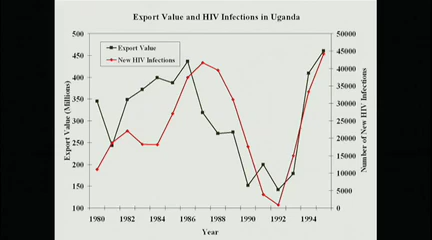 Export Value and HIV Infections in Uganda
Export Value
New HIV Infections
Export Value (Millions)
500
450
400
350
300
250
200
150
100
50000
45000
40000
35000
30000
25000
20000
15000
10000
5000
0
Number of New HIV Infections
1980 1982 1984 1986 1988 1990 1992 1994
Year